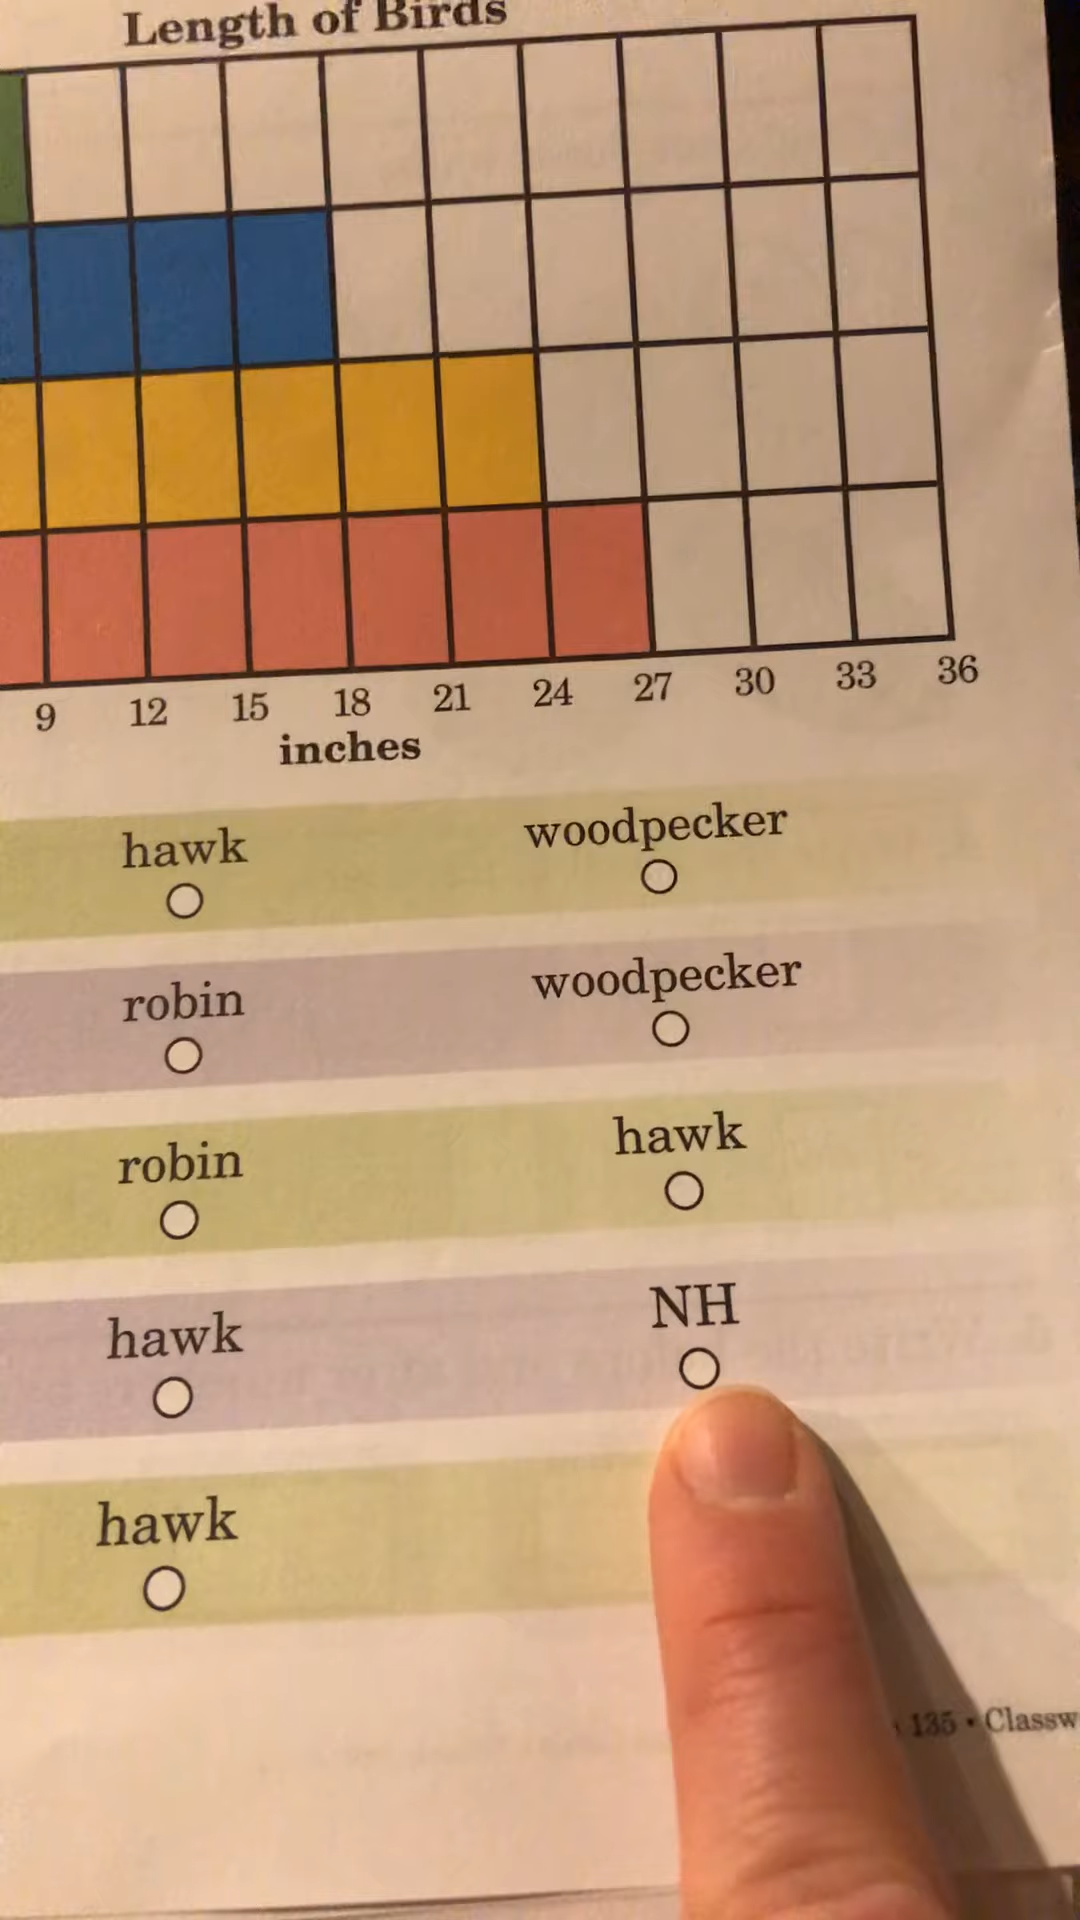 Length of Birds
9 12 15 18 21 24 27 30 33 36
inches
hawk woodpecker
robin woodpecker
robin hawk
hawk NH
hawk
135 • Classw